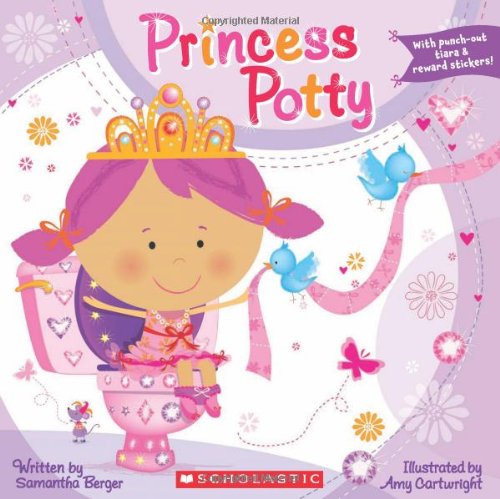 Copyrighted Material
Princess
Potty
With punch-out
tiara &
reward stickers!
Written by
Samantha Berger
SCHOLASTIC
Illustrated by
Amy Cartwright